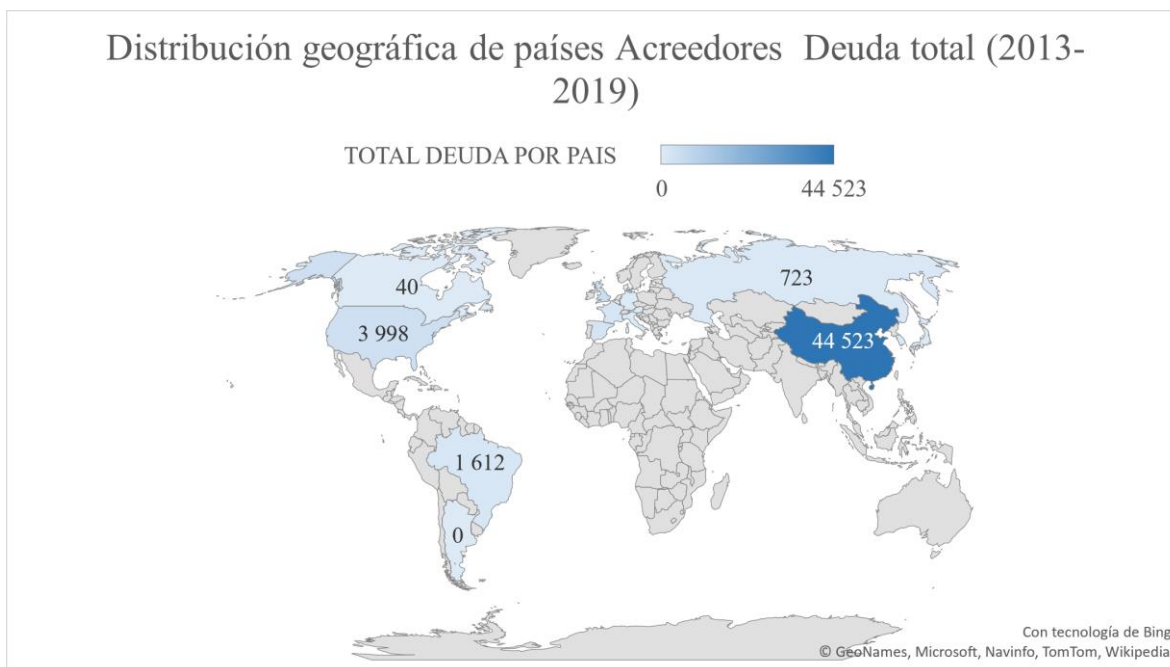 Distribución geográfica de países Acreedores  Deuda total (2013-
2019)
TOTAL DEUDA POR PAIS
0 44 523
40
723
3 998
44 523
1 612
0
Con tecnología de Bing
© GeoNames, Microsoft, Navinfo, TomTom, Wikipedia